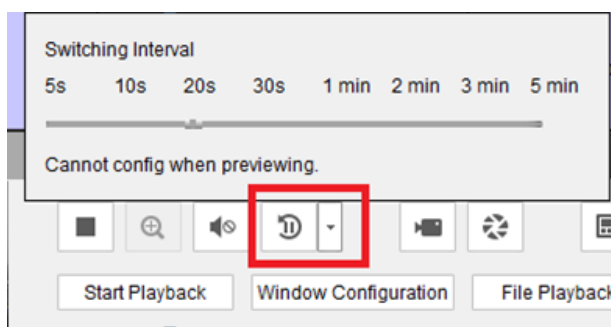 Switching Interval
5s 10s 20s 30s 1 min 2 min 3 min 5 min
Cannot config when previewing.
Start Playback Window Configuration File Playback